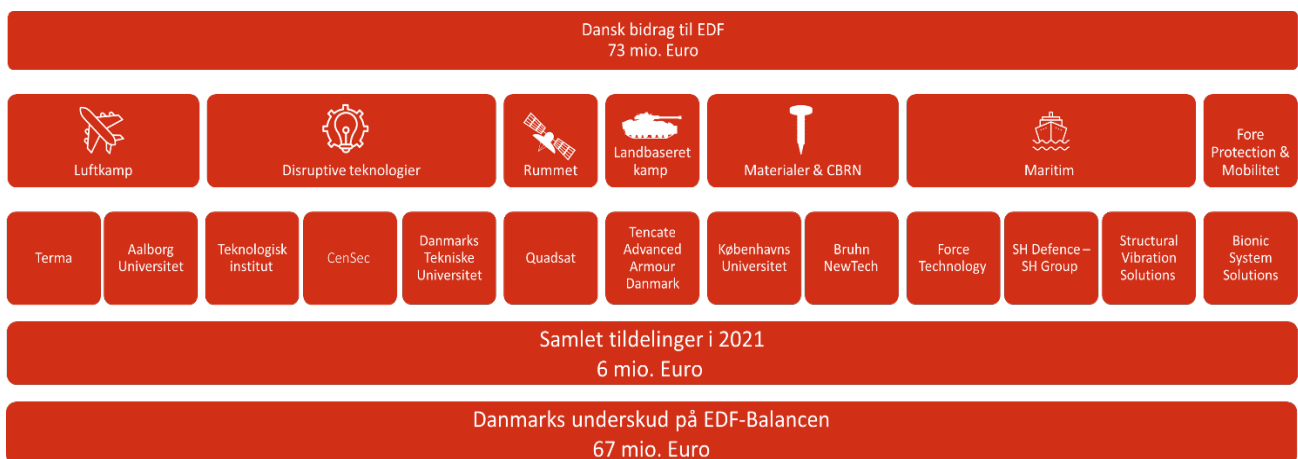 Dansk bidrag til EDF
73 mio. Euro
Luftkamp
Disruptive teknologier
Rummet
Landbaseret
kamp
Materialer & CBRN
Maritim
Fore
Protection &
Mobilitet
Terma
Aalborg
Universitet
Teknologisk
institut
CenSec
Danmarks
Tekniske
Universitet
Quadsat
Tencate
Advanced
Armour
Danmark
Københavns
Universitet
Bruhn
NewTech
Force
Technology
SH Defence –
SH Group
Structural
Vibration
Solutions
Bionic
System
Solutions
Samlet tildelinger i 2021
6 mio. Euro
Danmarks underskud på EDF-Balancen
67 mio. Euro